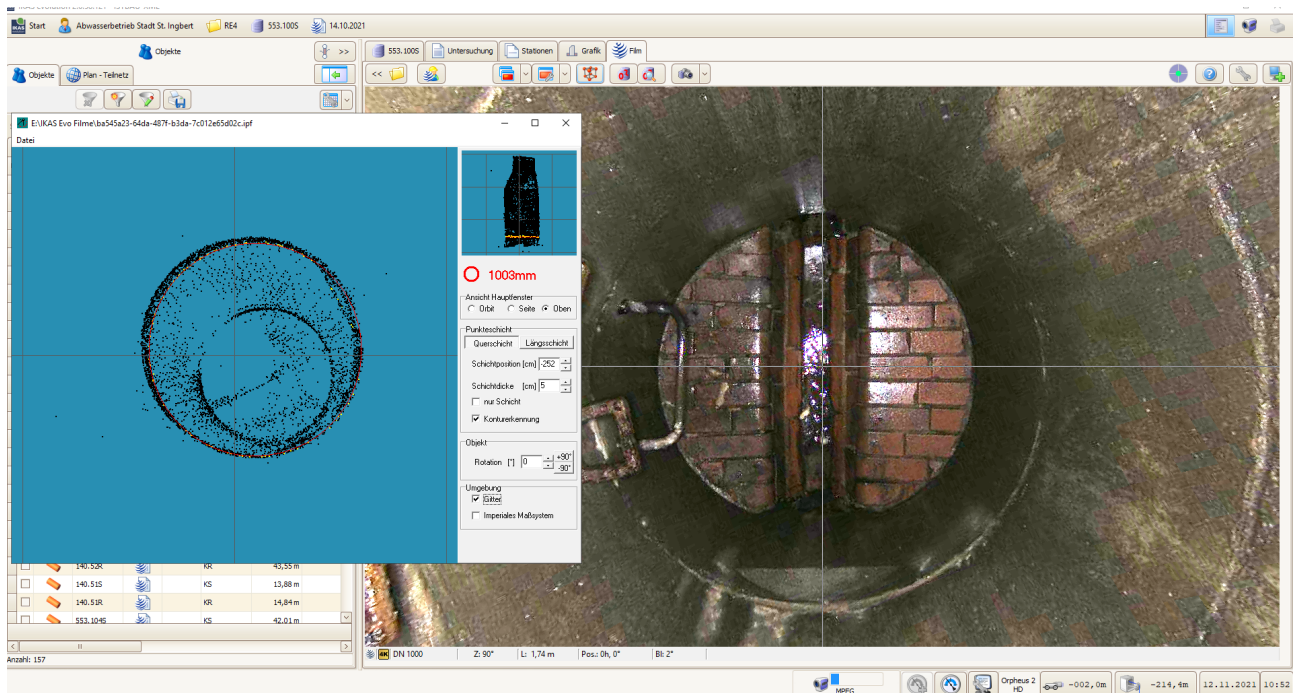 Start
Abwasserbetrieb Stadt St. Ingbert
RE4
553.100S
14.10.2021
Objekte
>>
553.100S
Untersuchung
Stationen
Grafik
Film
Objekte
Plan - Teilnetz
<<
E:\IKAS Evo Filme\ba545a23-64da-487f-b3da-7c012e65d02c.ipf
Datei
1003mm
Ansicht Hauptfenster
Orbit
Seite
Oben
Punkteschicht
Querschicht
Längsschicht
Schichtposition [cm] -252
Schichtdicke [cm] 5
nur Schicht
Konturerkennung
Objekt
Rotation [°] 0
+90°
-90°
Umgebung
Gitter
Imperiales Maßsystem
140.52R KR 43,55 m
140.51S KS 13,88 m
140.51R KR 14,84 m
553.104S KS 42,01 m
Anzahl: 157
4K DN 1000 Z: 90° L: 1,74 m Pos.: 0h, 0° Bl: 2°
MPEG
Orpheus 2 HD
-002,0m
-214,4m
12.11.2021
10:52